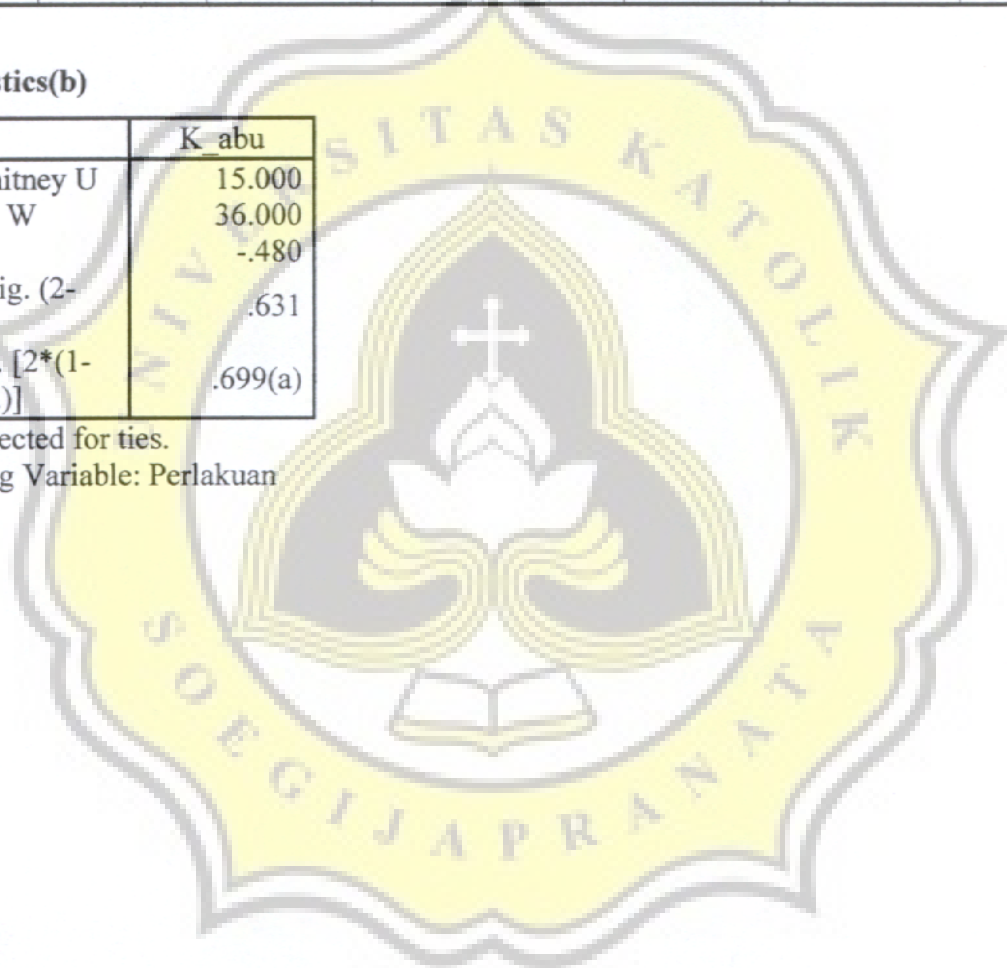 tics(b)
K_abu
itney U 15.000
W 36.000
-.480
ig. (2- .631
. [2*(1- .699(a)
)]
ected for ties.
g Variable: Perlakuan
UNIVERSITAS KATOLIK
SOEGIJAPRANATA